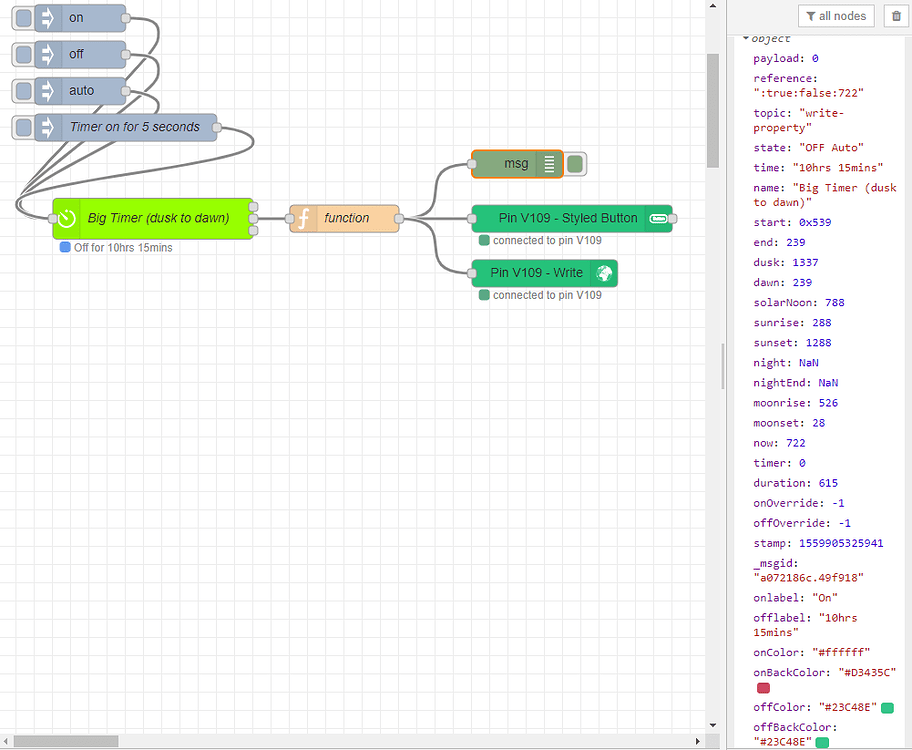 on
off
auto
Timer on for 5 seconds
Big Timer (dusk to dawn)
Off for 10hrs 15mins
function
msg
Pin V109 - Styled Button
connected to pin V109
Pin V109 - Write
connected to pin V109
all nodes
object
payload: 0
reference:
":true:false:722"
topic: "write-
property"
state: "OFF Auto"
time: "10hrs 15mins"
name: "Big Timer (dusk
to dawn)"
start: 0x539
end: 239
dusk: 1337
dawn: 239
solarNoon: 788
sunrise: 288
sunset: 1288
night: NaN
nightEnd: NaN
moonrise: 526
moonset: 28
now: 722
timer: 0
duration: 615
onOverride: -1
offOverride: -1
stamp: 1559905325941
_msgid:
"a072186c.49f918"
onlabel: "On"
offlabel: "10hrs
15mins"
onColor: "#ffffff"
onBackColor: "#D3435C"
offColor: "#23C48E"
offBackColor:
"#23C48E"